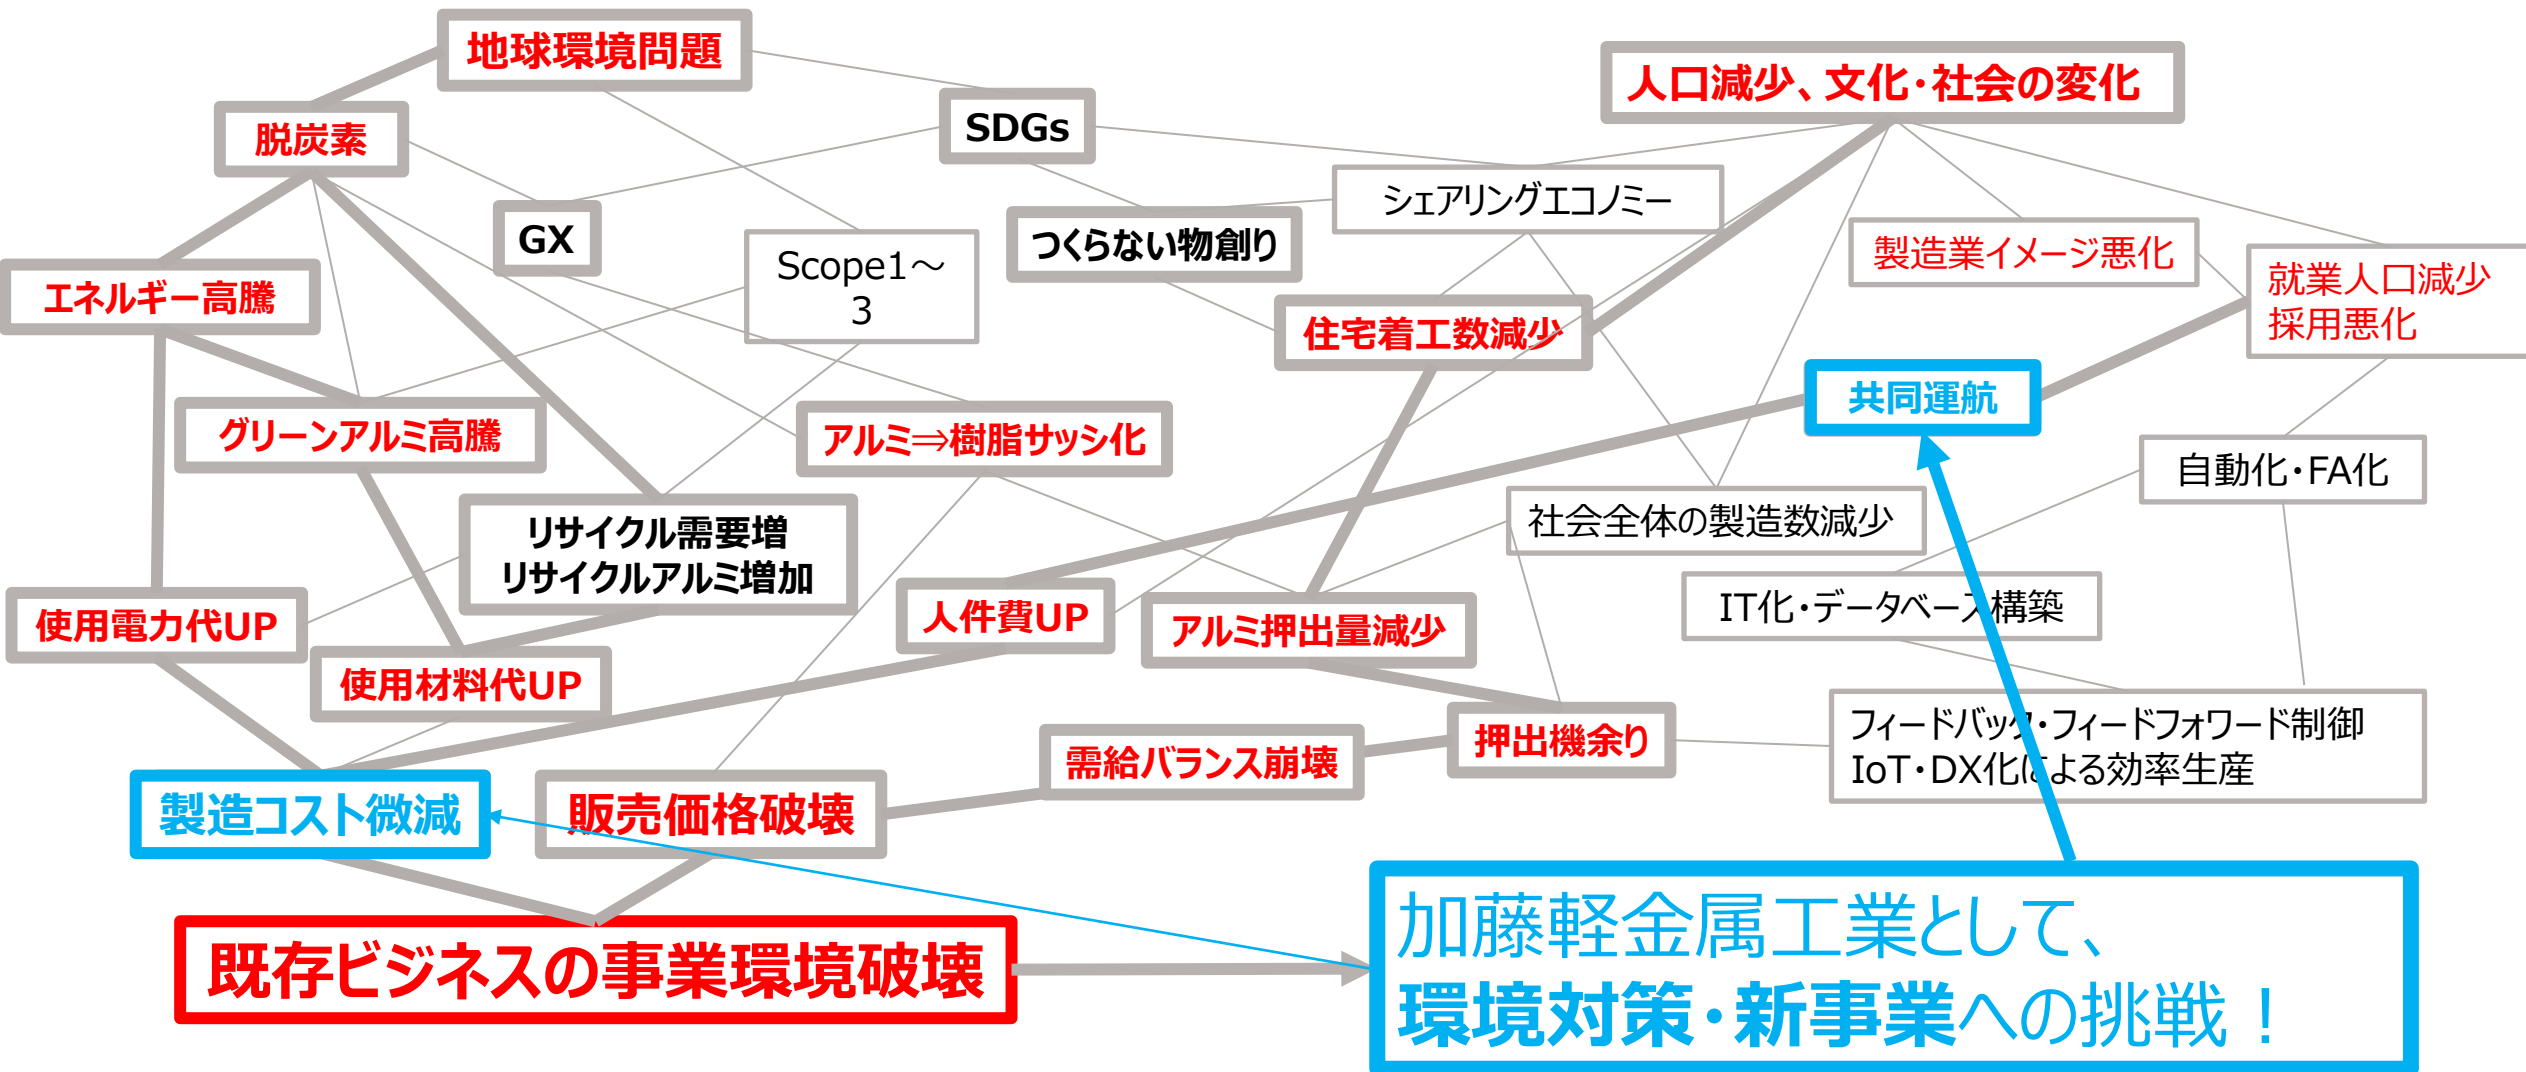 地球環境問題
人口減少、文化・社会の変化
脱炭素
SDGs
シェアリングエコノミー
GX
つくらない物創り
製造業イメージ悪化
Scope1～
3
就業人口減少
採用悪化
エネルギー高騰
住宅着工数減少
共同運航
グリーンアルミ高騰
アルミ⇒樹脂サッシ化
自動化・FA化
リサイクル需要増
リサイクルアルミ増加
社会全体の製造数減少
使用電力代UP
人件費UP
アルミ押出量減少
IT化・データベース構築
使用材料代UP
押出機余り
フィードバック・フィードフォワード制御
IoT・DX化による効率生産
需給バランス崩壊
製造コスト微減
販売価格破壊
既存ビジネスの事業環境破壊
加藤軽金属工業として、
環境対策・新事業への挑戦！